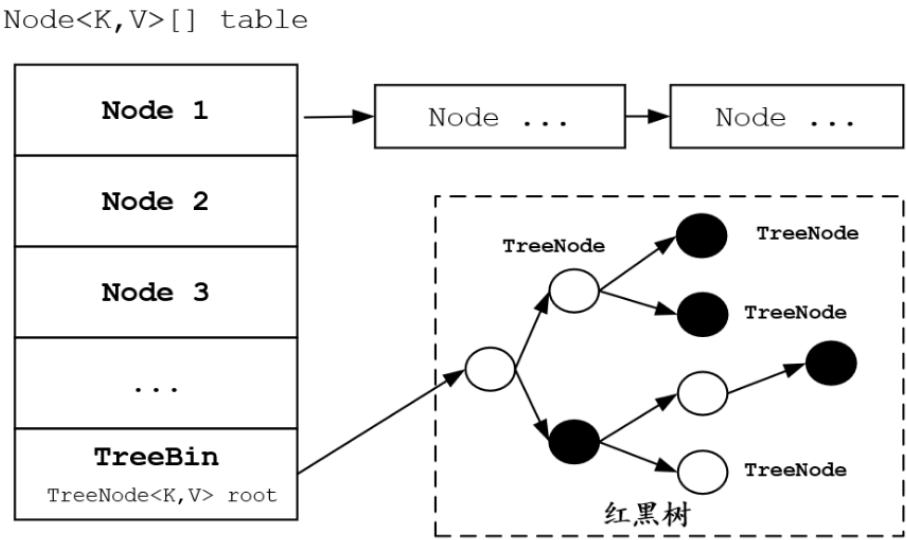 Node<K,V>[] table
Node 1
Node ...
Node ...
Node 2
Node 3
...
TreeBin
TreeNode<K,V> root
TreeNode
TreeNode
TreeNode
TreeNode
红黑树